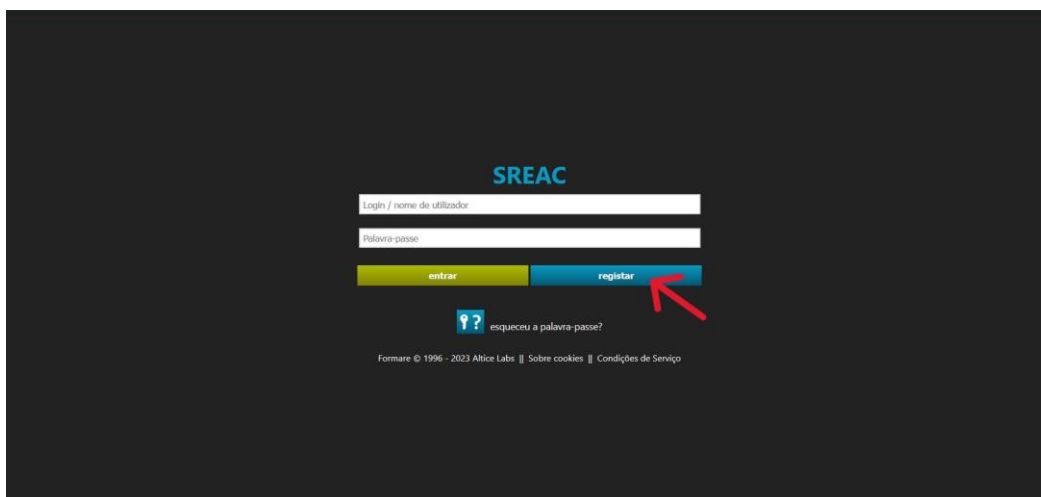 SREAC
Login / nome de utilizador
Palavra-passe
entrar
registar
? esqueceu a palavra-passe?
Formare © 1996 - 2023 Altice Labs || Sobre cookies || Condições de Serviço